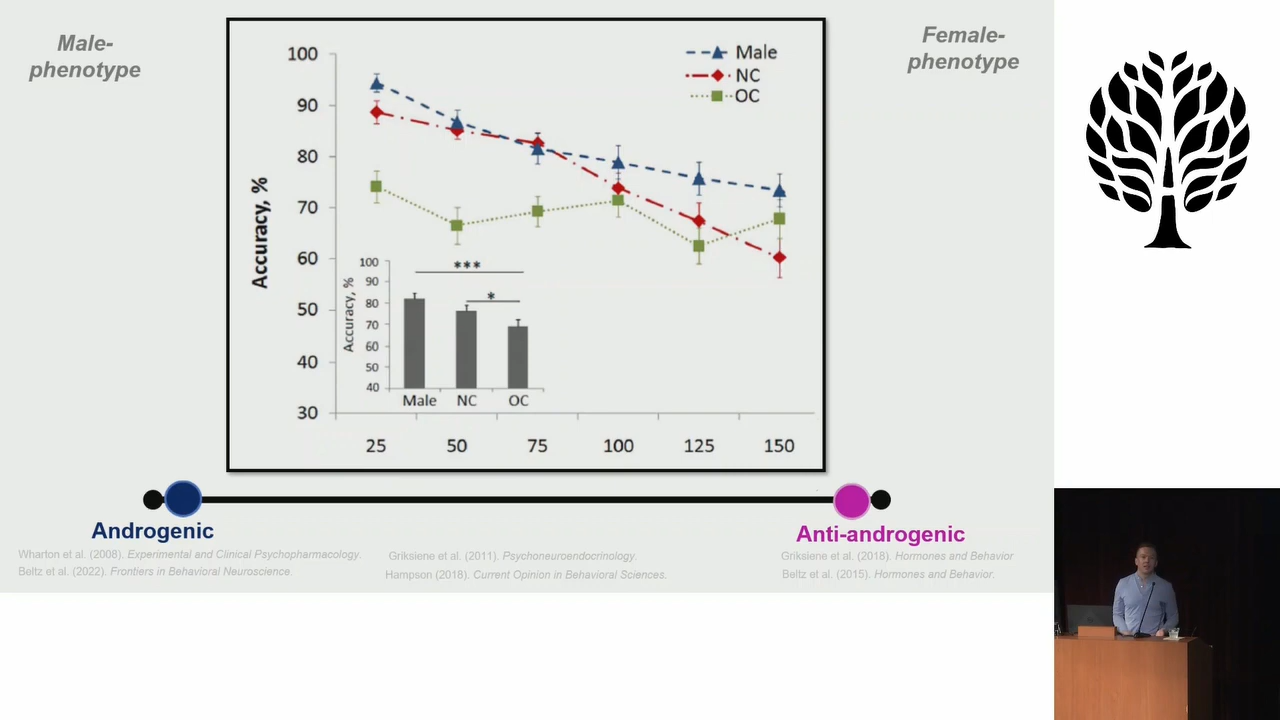 Male-
phenotype
Female-
phenotype
Male
NC
OC
100
90
80
70
60
50
40
30
Accuracy, %
25
50
75
100
125
150
100
90
80
70
60
50
40
Accuracy, %
***
*
Male
NC
OC
Androgenic
Anti-androgenic
Wharton et al. (2008). Experimental and Clinical Psychopharmacology.
Beltz et al. (2022). Frontiers in Behavioral Neuroscience.
Griksiene et al. (2011). Psychoneuroendocrinology.
Hampson (2018). Current Opinion in Behavioral Sciences.
Griksiene et al. (2018). Hormones and Behavior
Beltz et al. (2015). Hormones and Behavior.